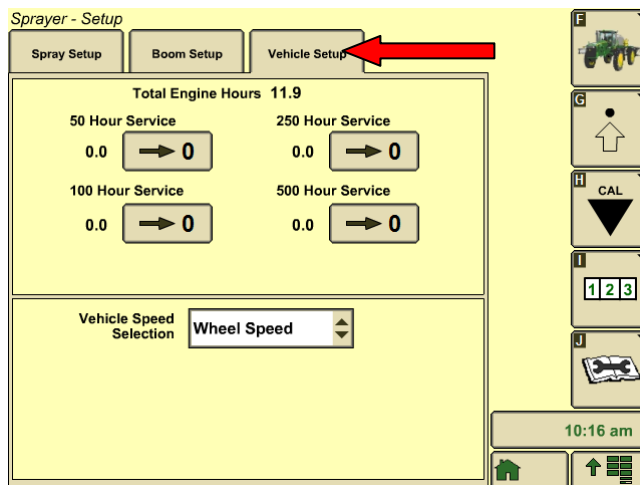 Sprayer - Setup
Spray Setup
Boom Setup
Vehicle Setup
Total Engine Hours 11.9
50 Hour Service
250 Hour Service
0.0
0
0.0
0
100 Hour Service
500 Hour Service
0.0
0
0.0
0
Vehicle Speed
Selection
Wheel Speed
F
G
H
CAL
I
1 2 3
J
10:16 am